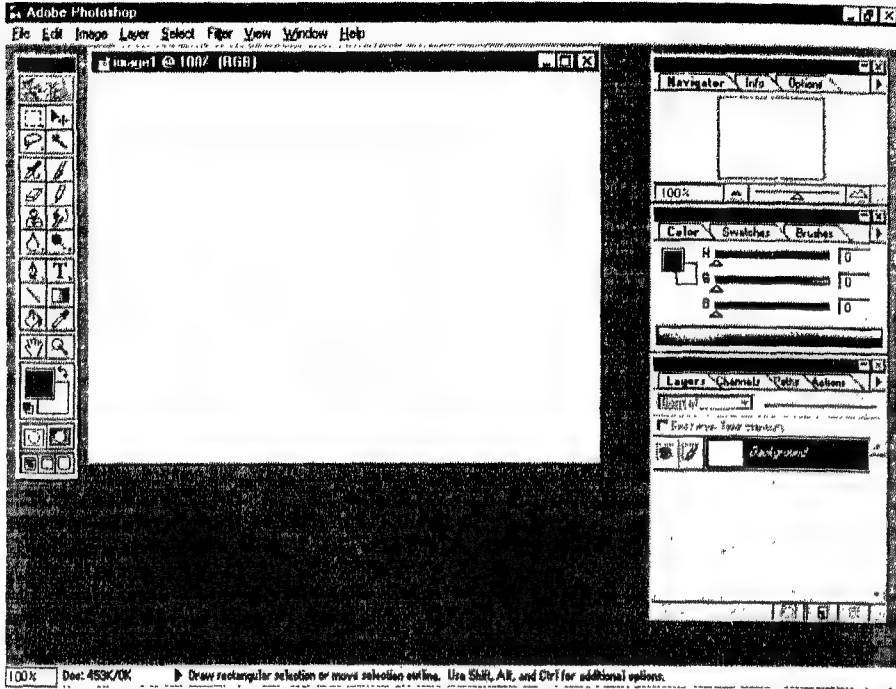 Adobe Photoshop
File Edit Image Layer Select Filter View Window Help
image1 @ 100% (RGB)
Navigator Info Options
100%
Color Swatches Brushes
0
G 0
B 0
Layers Channels Paths Actions
Background
T
100% Doc: 453K/0K Draw rectangular selection or move selection outline. Use Shift, Alt, and Ctrl for additional options.